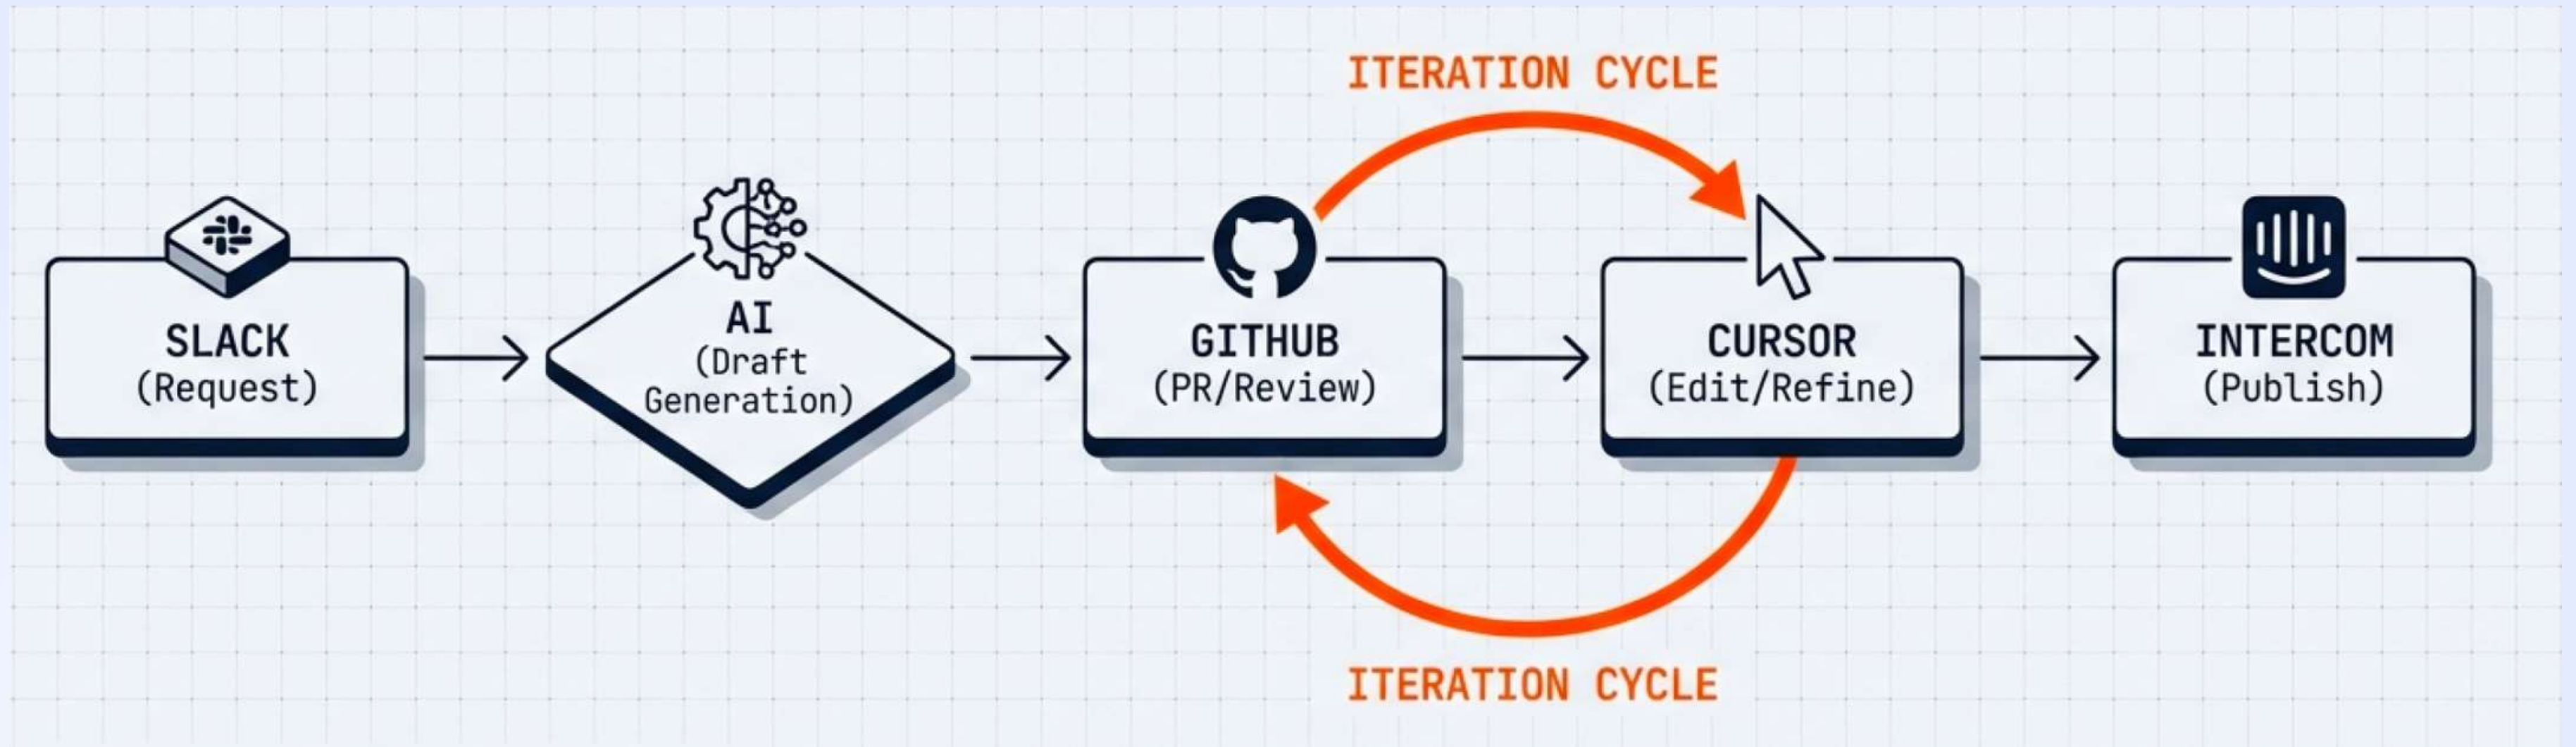 ITERATION CYCLE
SLACK
(Request)
AI
(Draft
Generation)
GITHUB
(PR/Review)
CURSOR
(Edit/Refine)
INTERCOM
(Publish)
ITERATION CYCLE